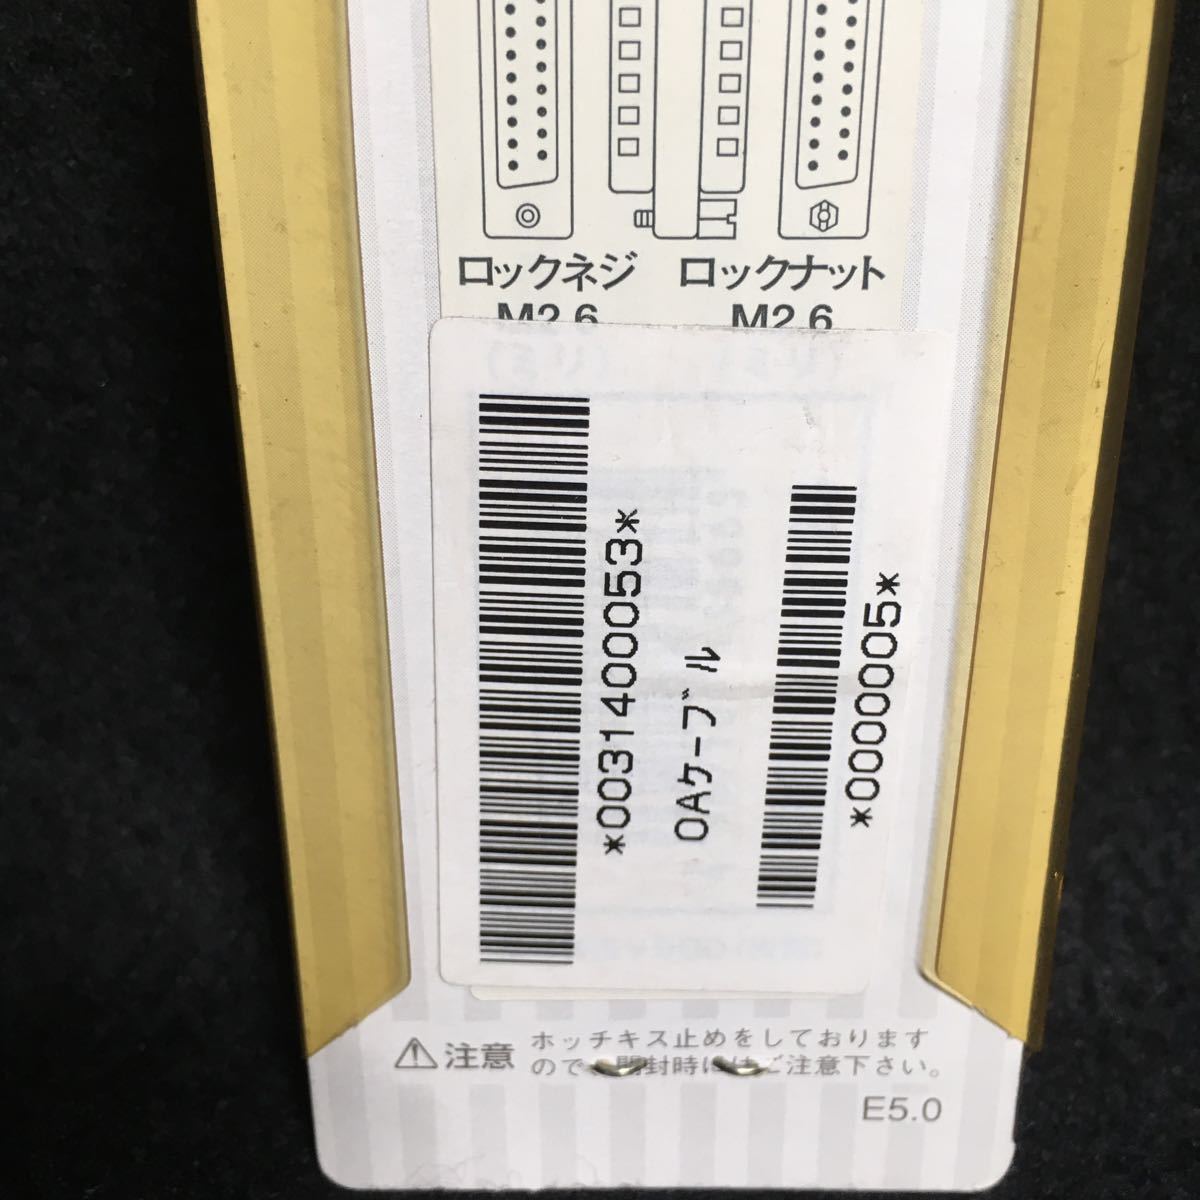 ロックネジ
ロックナット
M2.6
M2.6
*00314000053*
OAケーブル
*000005*
⚠注意
ホッチキス止めをしております
ので、開封時にはご注意下さい。
E5.0